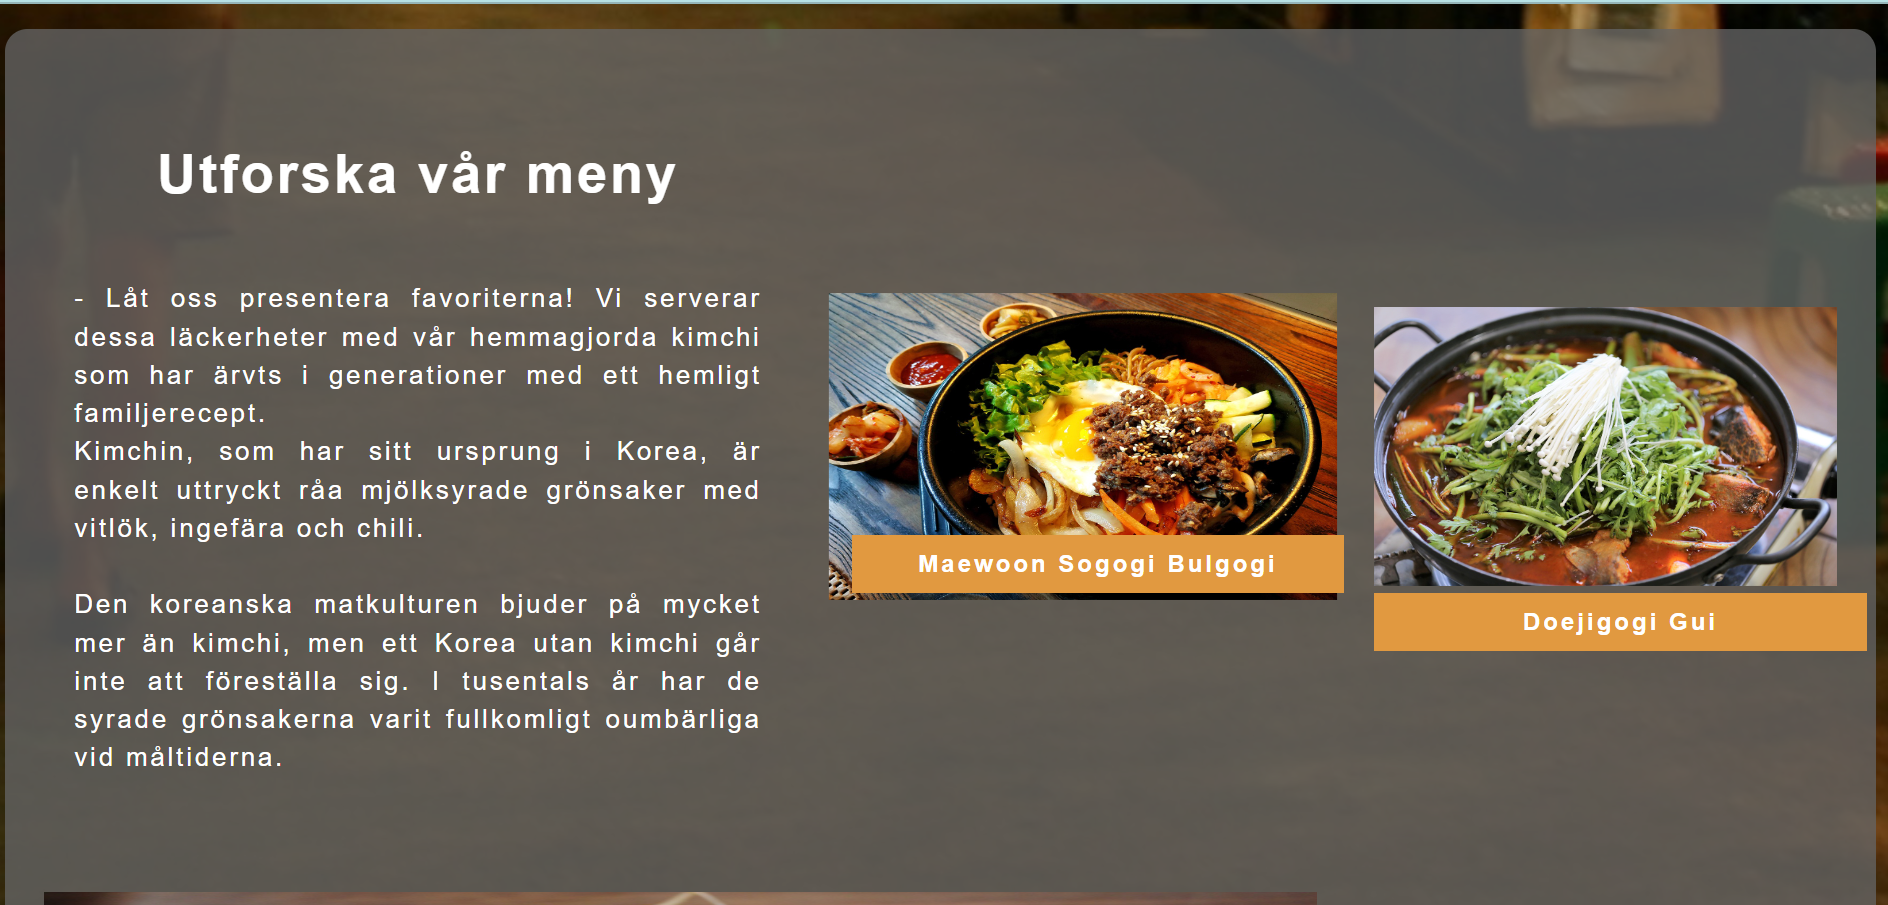 Utforska vår meny
- Låt oss presentera favoriterna! Vi serverar
dessa läckerheter med vår hemmagjorda kimchi
som har ärvts i generationer med ett hemligt
familjerecept.
Kimchin, som har sitt ursprung i Korea, är
enkelt uttryckt råa mjölksyrade grönsaker med
vitlök, ingefära och chili.
Den koreanska matkulturen bjuder på mycket
mer än kimchi, men ett Korea utan kimchi går
inte att föreställa sig. I tusentals år har de
syrade grönsakerna varit fullkomligt oumbärliga
vid måltiderna.
Maewoon Sogogi Bulgogi
Doejigogi Gui